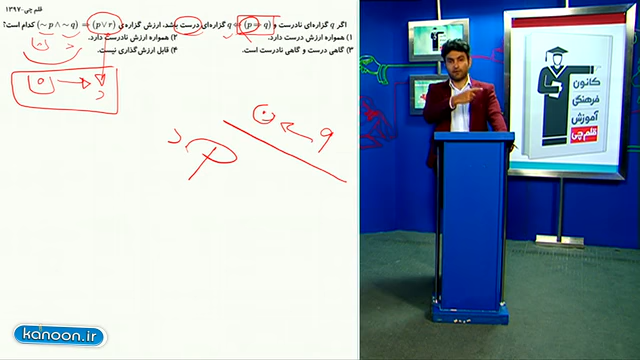 قلم چی-۱۳۹۷
اگر q گزاره‌ای نادرست و q ⇔ (p ⇒ q) گزاره‌ای درست باشد، ارزش گزاره‌ی (p ∨ r) ⇒ (~ p ∧ ~ q) کدام است؟
۱) همواره ارزش درست دارد. ۲) همواره ارزش نادرست دارد.
۳) گاهی درست و گاهی نادرست است. ۴) قابل ارزش‌گذاری نیست.
ن د
ن
د
ن
q
د
p
کانون
فرهنگی
آموزش
قلم‌چی
kanoon.ir